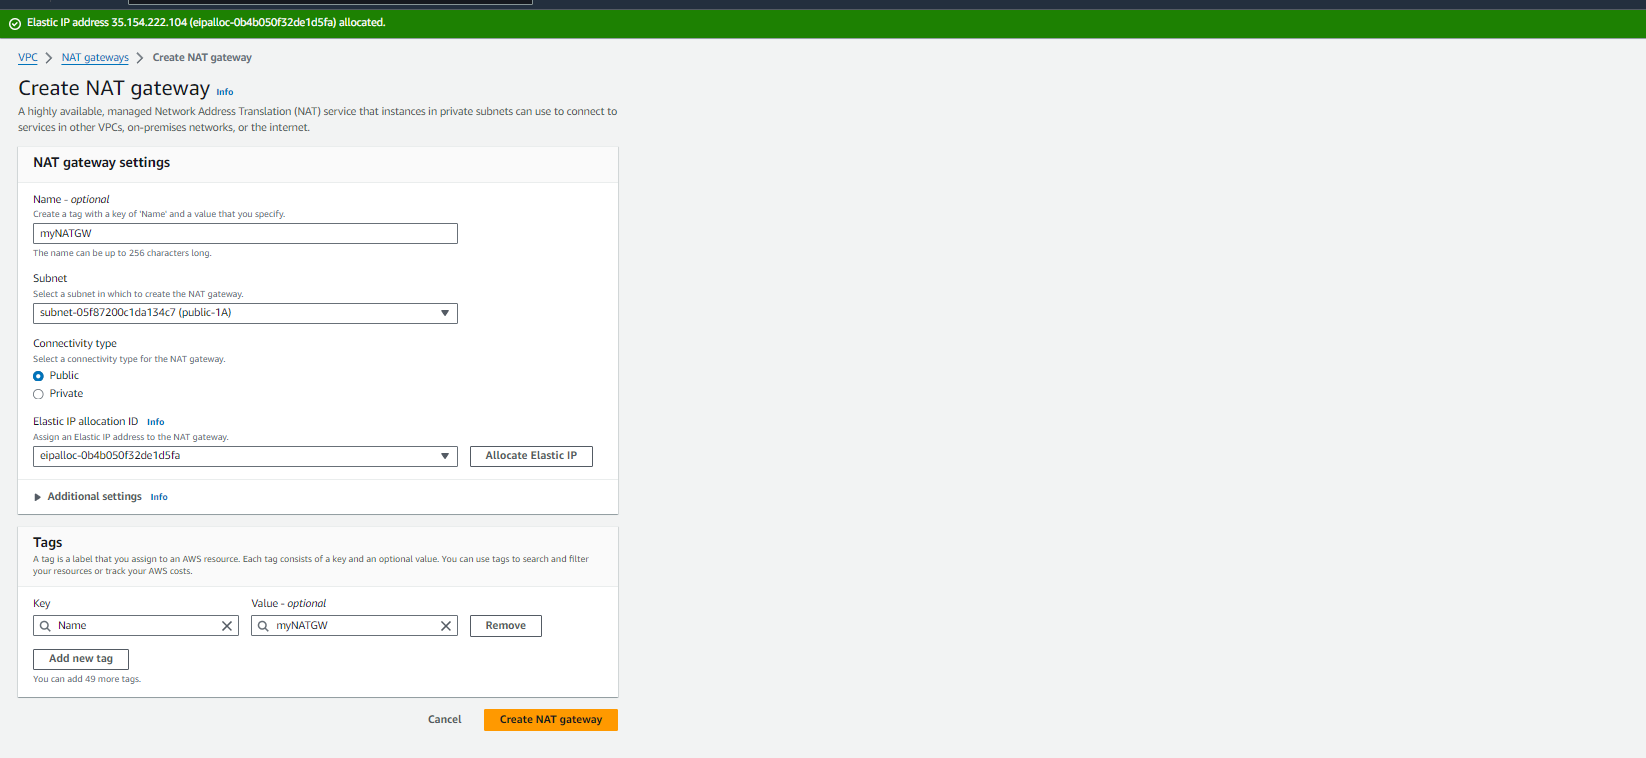 Elastic IP address 35.154.222.104 (eipalloc-0b4b050f32de1d5fa) allocated.
VPC > NAT gateways > Create NAT gateway
Create NAT gateway Info
A highly available, managed Network Address Translation (NAT) service that instances in private subnets can use to connect to
services in other VPCs, on-premises networks, or the internet.
NAT gateway settings
Name - optional
Create a tag with a key of 'Name' and a value that you specify.
myNATGW
The name can be up to 256 characters long.
Subnet
Select a subnet in which to create the NAT gateway.
subnet-05f87200c1da134c7 (public-1A)
Connectivity type
Select a connectivity type for the NAT gateway.
Public
Private
Elastic IP allocation ID Info
Assign an Elastic IP address to the NAT gateway.
eipalloc-0b4b050f32de1d5fa Allocate Elastic IP
Additional settings Info
Tags
A tag is a label that you assign to an AWS resource. Each tag consists of a key and an optional value. You can use tags to search and filter
your resources or track your AWS costs.
Key Value - optional
Name myNATGW Remove
Add new tag
You can add 49 more tags.
Cancel Create NAT gateway